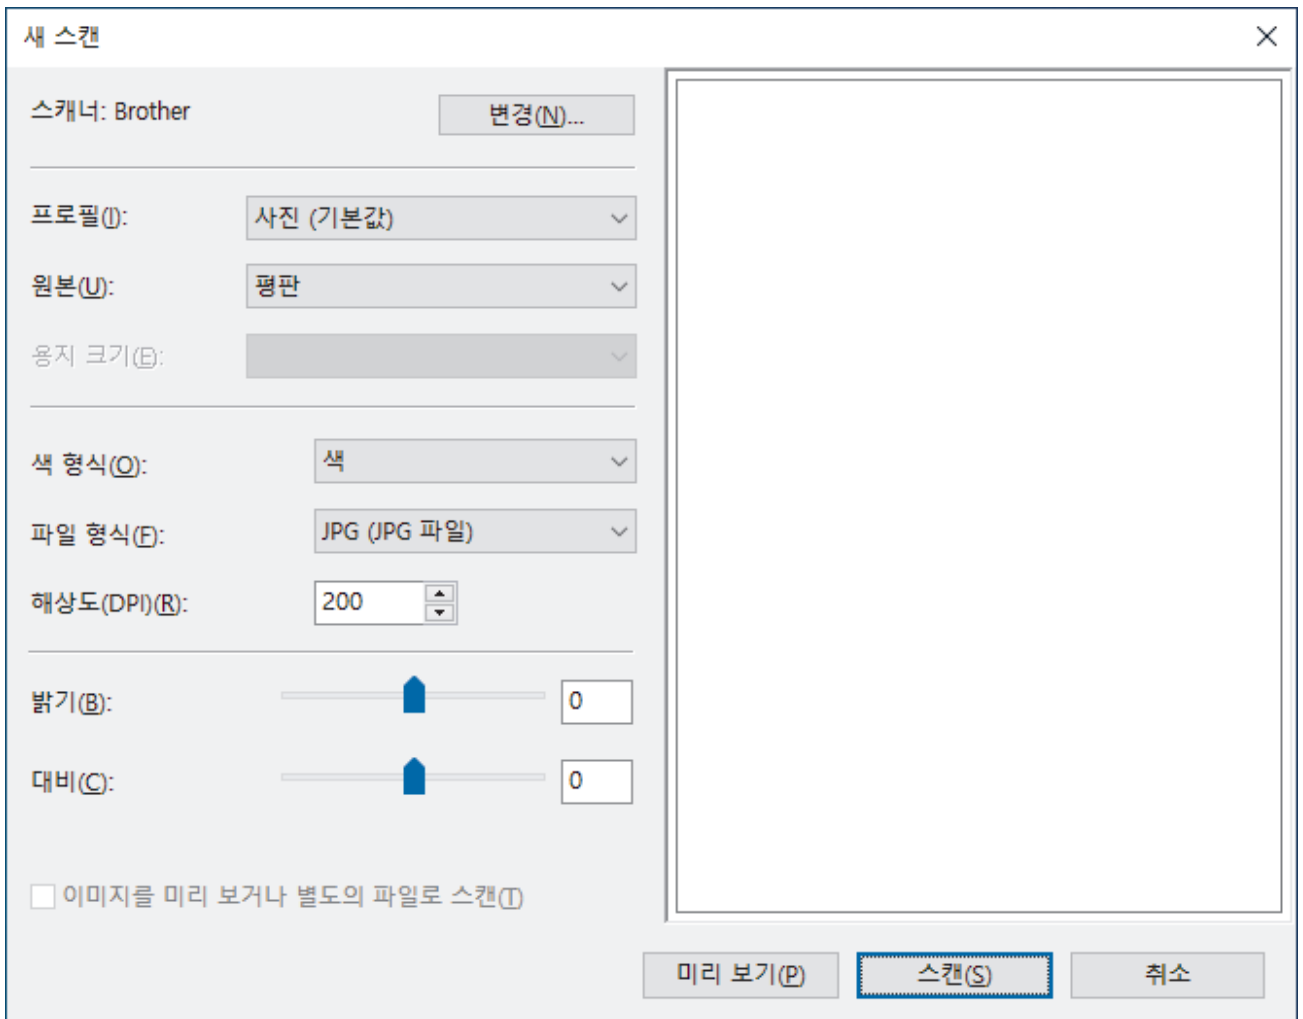 새 스캔
스캐너: Brother 변경(N)...
프로필(I): 사진 (기본값)
원본(U): 평판
용지 크기(E):
색 형식(O): 색
파일 형식(F): JPG (JPG 파일)
해상도(DPI)(R): 200
밝기(B): 0
대비(C): 0
이미지를 미리 보거나 별도의 파일로 스캔(T)
미리 보기(P) 스캔(S) 취소